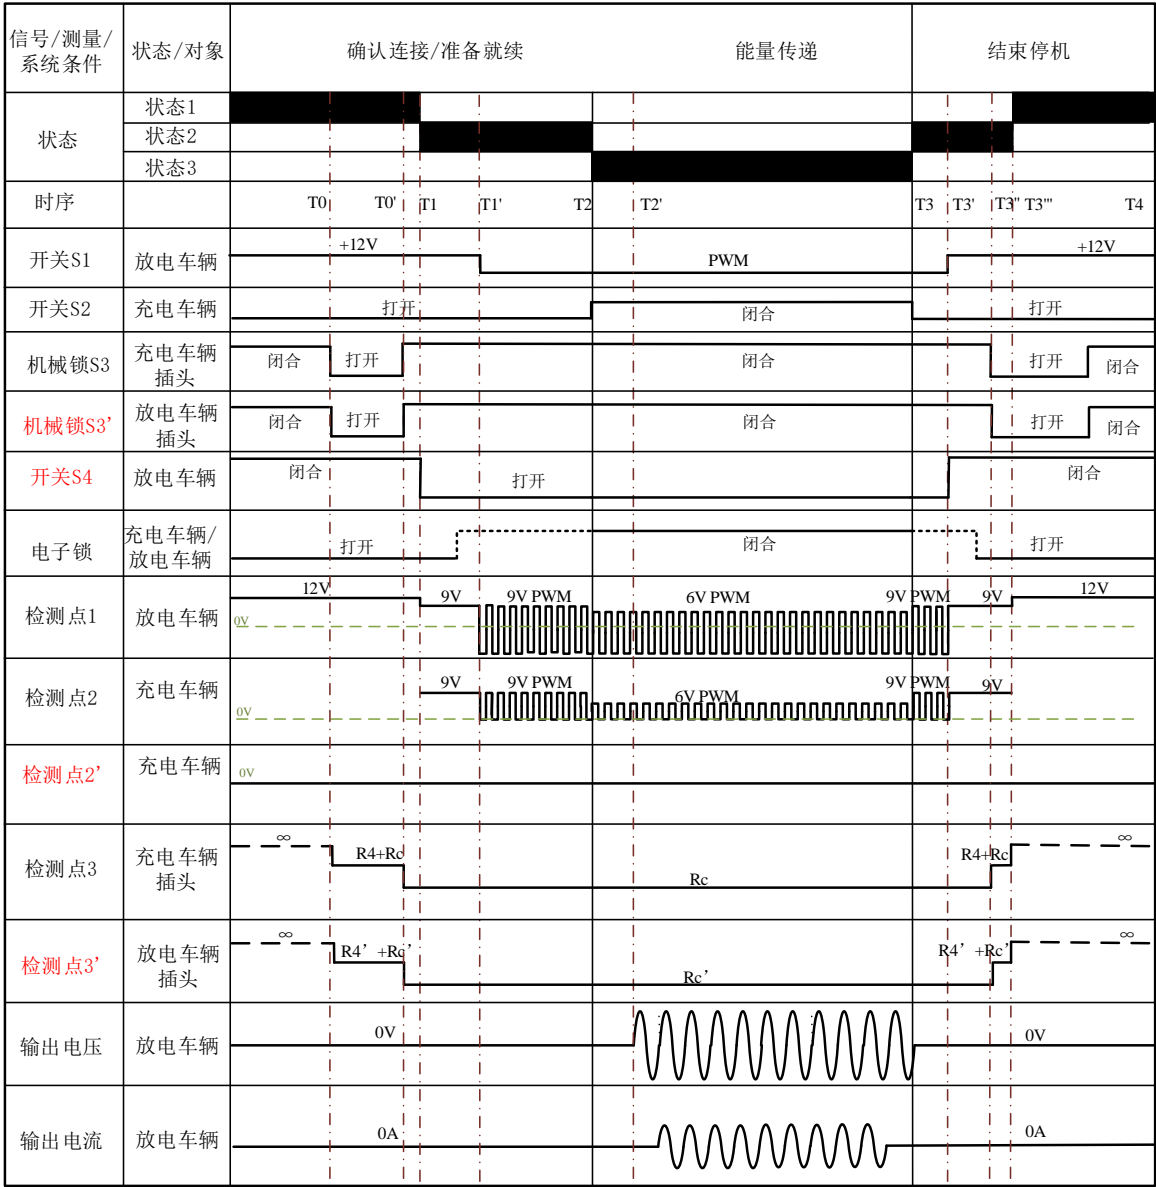 信号/测量/
系统条件
状态/对象
确认连接/准备就续
能量传递
结束停机
状态
状态1
状态2
状态3
时序
T0
T0'
T1
T1'
T2
T2'
T3
T3'
T3''
T3'''
T4
开关S1
放电车辆
+12V
PWM
+12V
开关S2
充电车辆
打开
闭合
打开
机械锁S3
充电车辆
插头
闭合
打开
闭合
打开
闭合
机械锁S3’
放电车辆
插头
闭合
打开
闭合
打开
闭合
开关S4
放电车辆
闭合
打开
闭合
电子锁
充电车辆/
放电车辆
打开
闭合
打开
检测点1
放电车辆
0V
12V
9V
9V PWM
6V PWM
9V PWM
9V
12V
检测点2
充电车辆
0V
9V
9V PWM
6V PWM
9V PWM
9V
检测点2’
充电车辆
0V
检测点3
充电车辆
插头
∞
R4+Rc
Rc
R4+Rc
∞
检测点3’
放电车辆
插头
∞
R4’ +Rc’
Rc’
R4’ +Rc’
∞
输出电压
放电车辆
0V
0V
输出电流
放电车辆
0A
0A